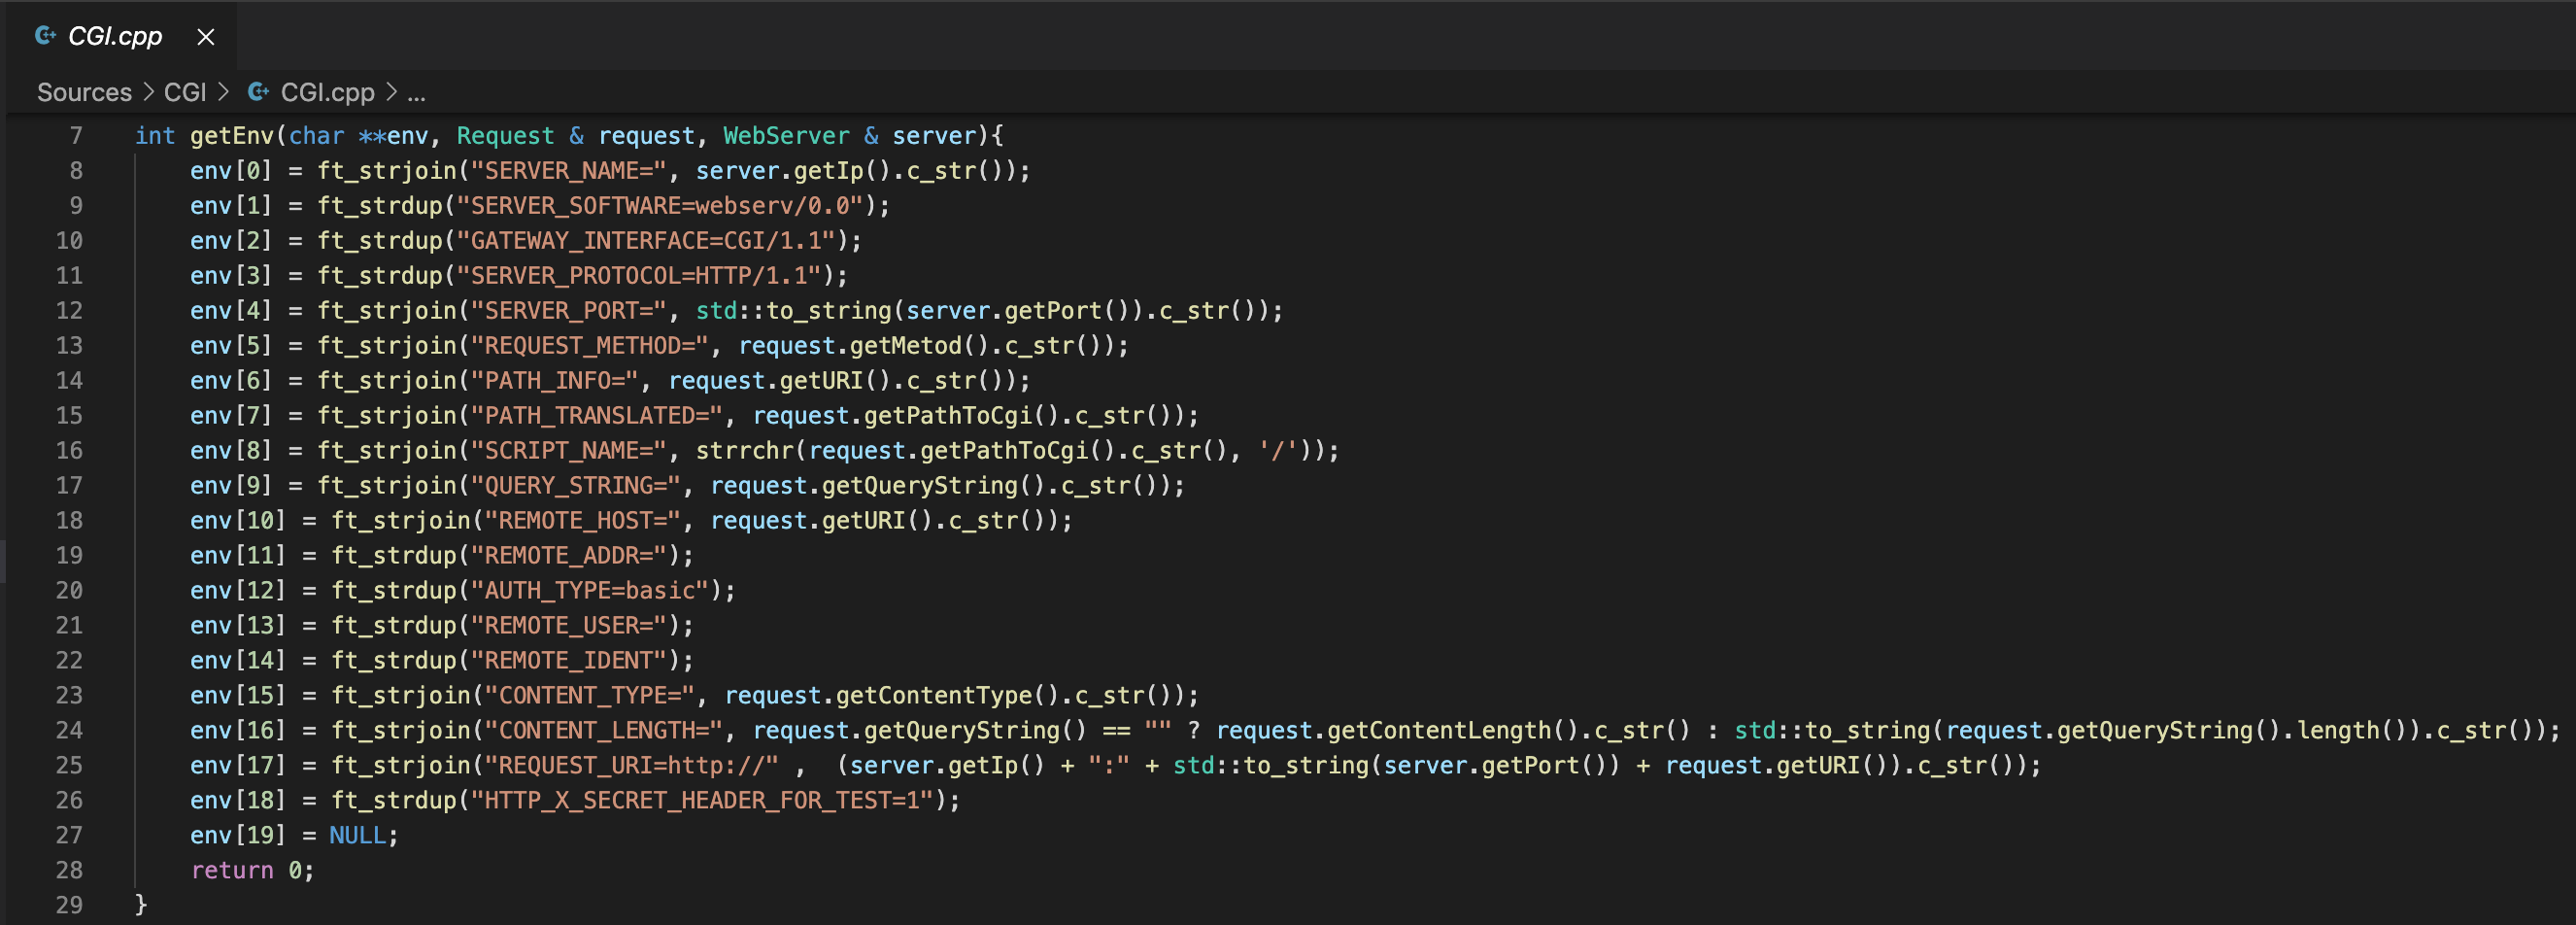 CGI.cpp
Sources > CGI > CGI.cpp > ...
7 int getEnv(char **env, Request & request, WebServer & server){
8 env[0] = ft_strjoin("SERVER_NAME=", server.getIp().c_str());
9 env[1] = ft_strdup("SERVER_SOFTWARE=webserv/0.0");
10 env[2] = ft_strdup("GATEWAY_INTERFACE=CGI/1.1");
11 env[3] = ft_strdup("SERVER_PROTOCOL=HTTP/1.1");
12 env[4] = ft_strjoin("SERVER_PORT=", std::to_string(server.getPort()).c_str());
13 env[5] = ft_strjoin("REQUEST_METHOD=", request.getMetod().c_str());
14 env[6] = ft_strjoin("PATH_INFO=", request.getURI().c_str());
15 env[7] = ft_strjoin("PATH_TRANSLATED=", request.getPathToCgi().c_str());
16 env[8] = ft_strjoin("SCRIPT_NAME=", strrchr(request.getPathToCgi().c_str(), '/'));
17 env[9] = ft_strjoin("QUERY_STRING=", request.getQueryString().c_str());
18 env[10] = ft_strjoin("REMOTE_HOST=", request.getURI().c_str());
19 env[11] = ft_strdup("REMOTE_ADDR=");
20 env[12] = ft_strdup("AUTH_TYPE=basic");
21 env[13] = ft_strdup("REMOTE_USER=");
22 env[14] = ft_strdup("REMOTE_IDENT");
23 env[15] = ft_strjoin("CONTENT_TYPE=", request.getContentType().c_str());
24 env[16] = ft_strjoin("CONTENT_LENGTH=", request.getQueryString() == "" ? request.getContentLength().c_str() : std::to_string(request.getQueryString().length()).c_str());
25 env[17] = ft_strjoin("REQUEST_URI=http://" ,  (server.getIp() + ":" + std::to_string(server.getPort()) + request.getURI()).c_str());
26 env[18] = ft_strdup("HTTP_X_SECRET_HEADER_FOR_TEST=1");
27 env[19] = NULL;
28 return 0;
29 }